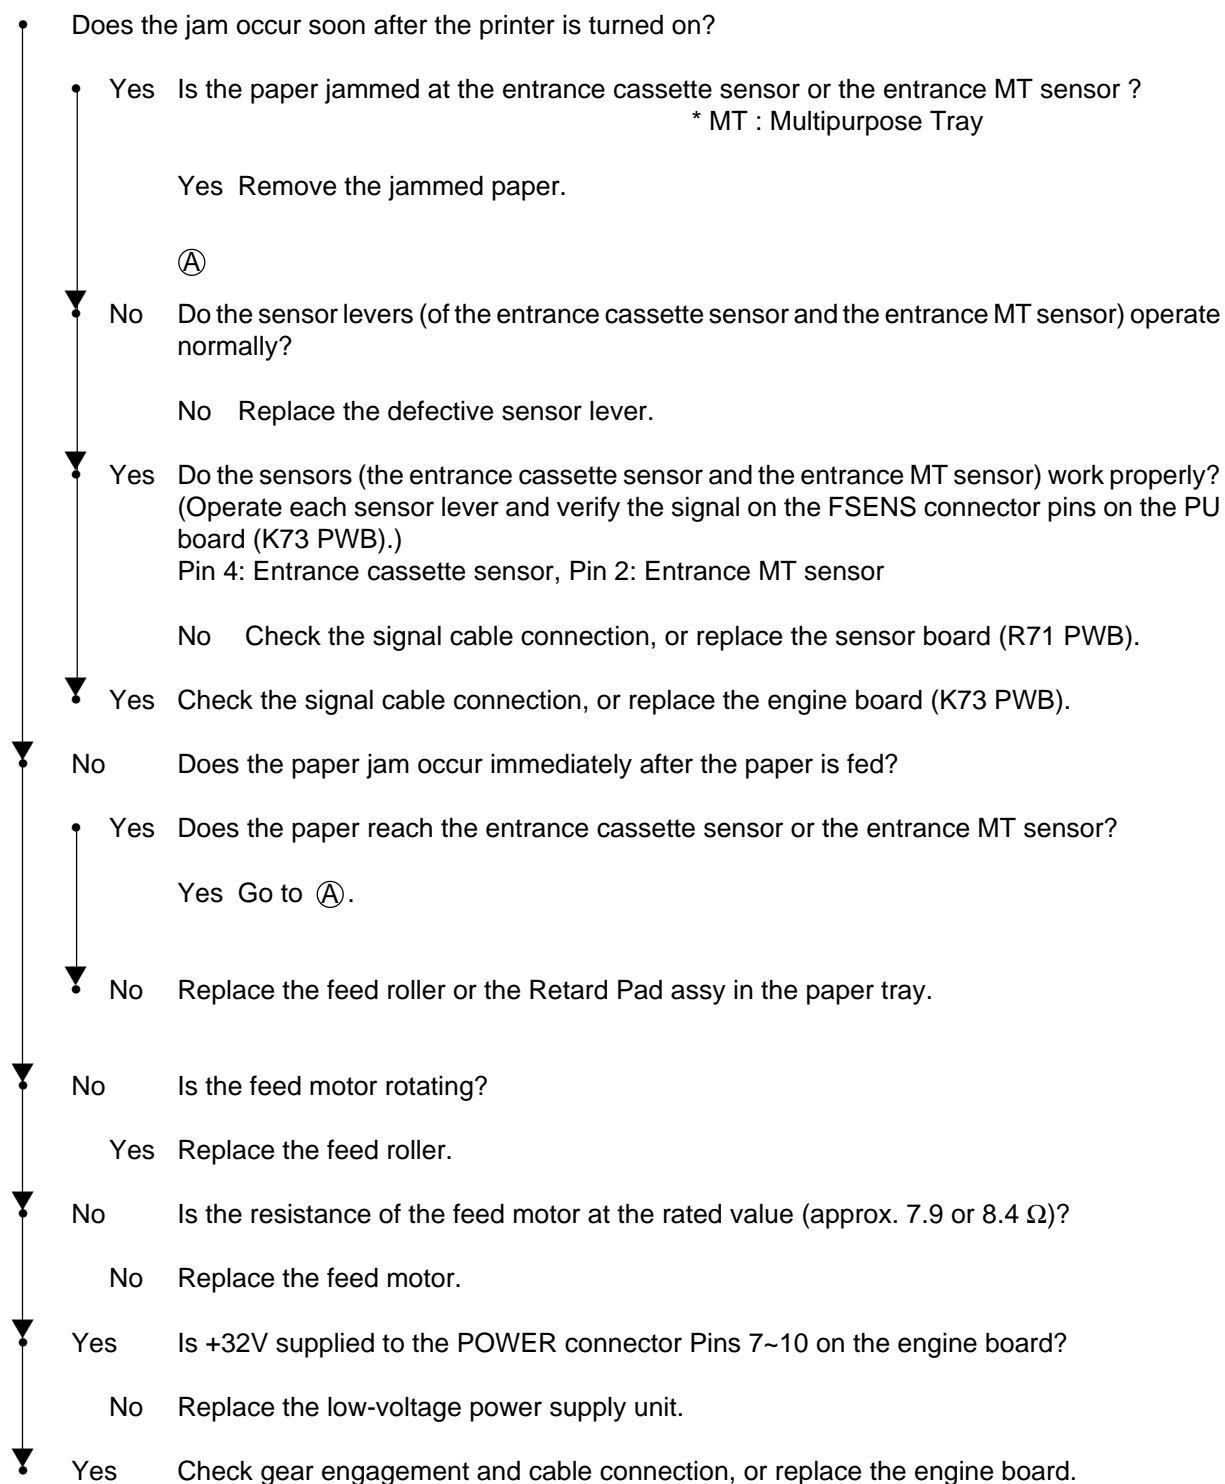 Does the jam occur soon after the printer is turned on?
Yes Is the paper jammed at the entrance cassette sensor or the entrance MT sensor ?
* MT : Multipurpose Tray
Yes Remove the jammed paper.
Ⓐ
No Do the sensor levers (of the entrance cassette sensor and the entrance MT sensor) operate
normally?
No Replace the defective sensor lever.
Yes Do the sensors (the entrance cassette sensor and the entrance MT sensor) work properly?
(Operate each sensor lever and verify the signal on the FSENS connector pins on the PU
board (K73 PWB).)
Pin 4: Entrance cassette sensor, Pin 2: Entrance MT sensor
No Check the signal cable connection, or replace the sensor board (R71 PWB).
Yes Check the signal cable connection, or replace the engine board (K73 PWB).
No Does the paper jam occur immediately after the paper is fed?
Yes Does the paper reach the entrance cassette sensor or the entrance MT sensor?
Yes Go to Ⓐ.
No Replace the feed roller or the Retard Pad assy in the paper tray.
No Is the feed motor rotating?
Yes Replace the feed roller.
No Is the resistance of the feed motor at the rated value (approx. 7.9 or 8.4 Ω)?
No Replace the feed motor.
Yes Is +32V supplied to the POWER connector Pins 7~10 on the engine board?
No Replace the low-voltage power supply unit.
Yes Check gear engagement and cable connection, or replace the engine board.